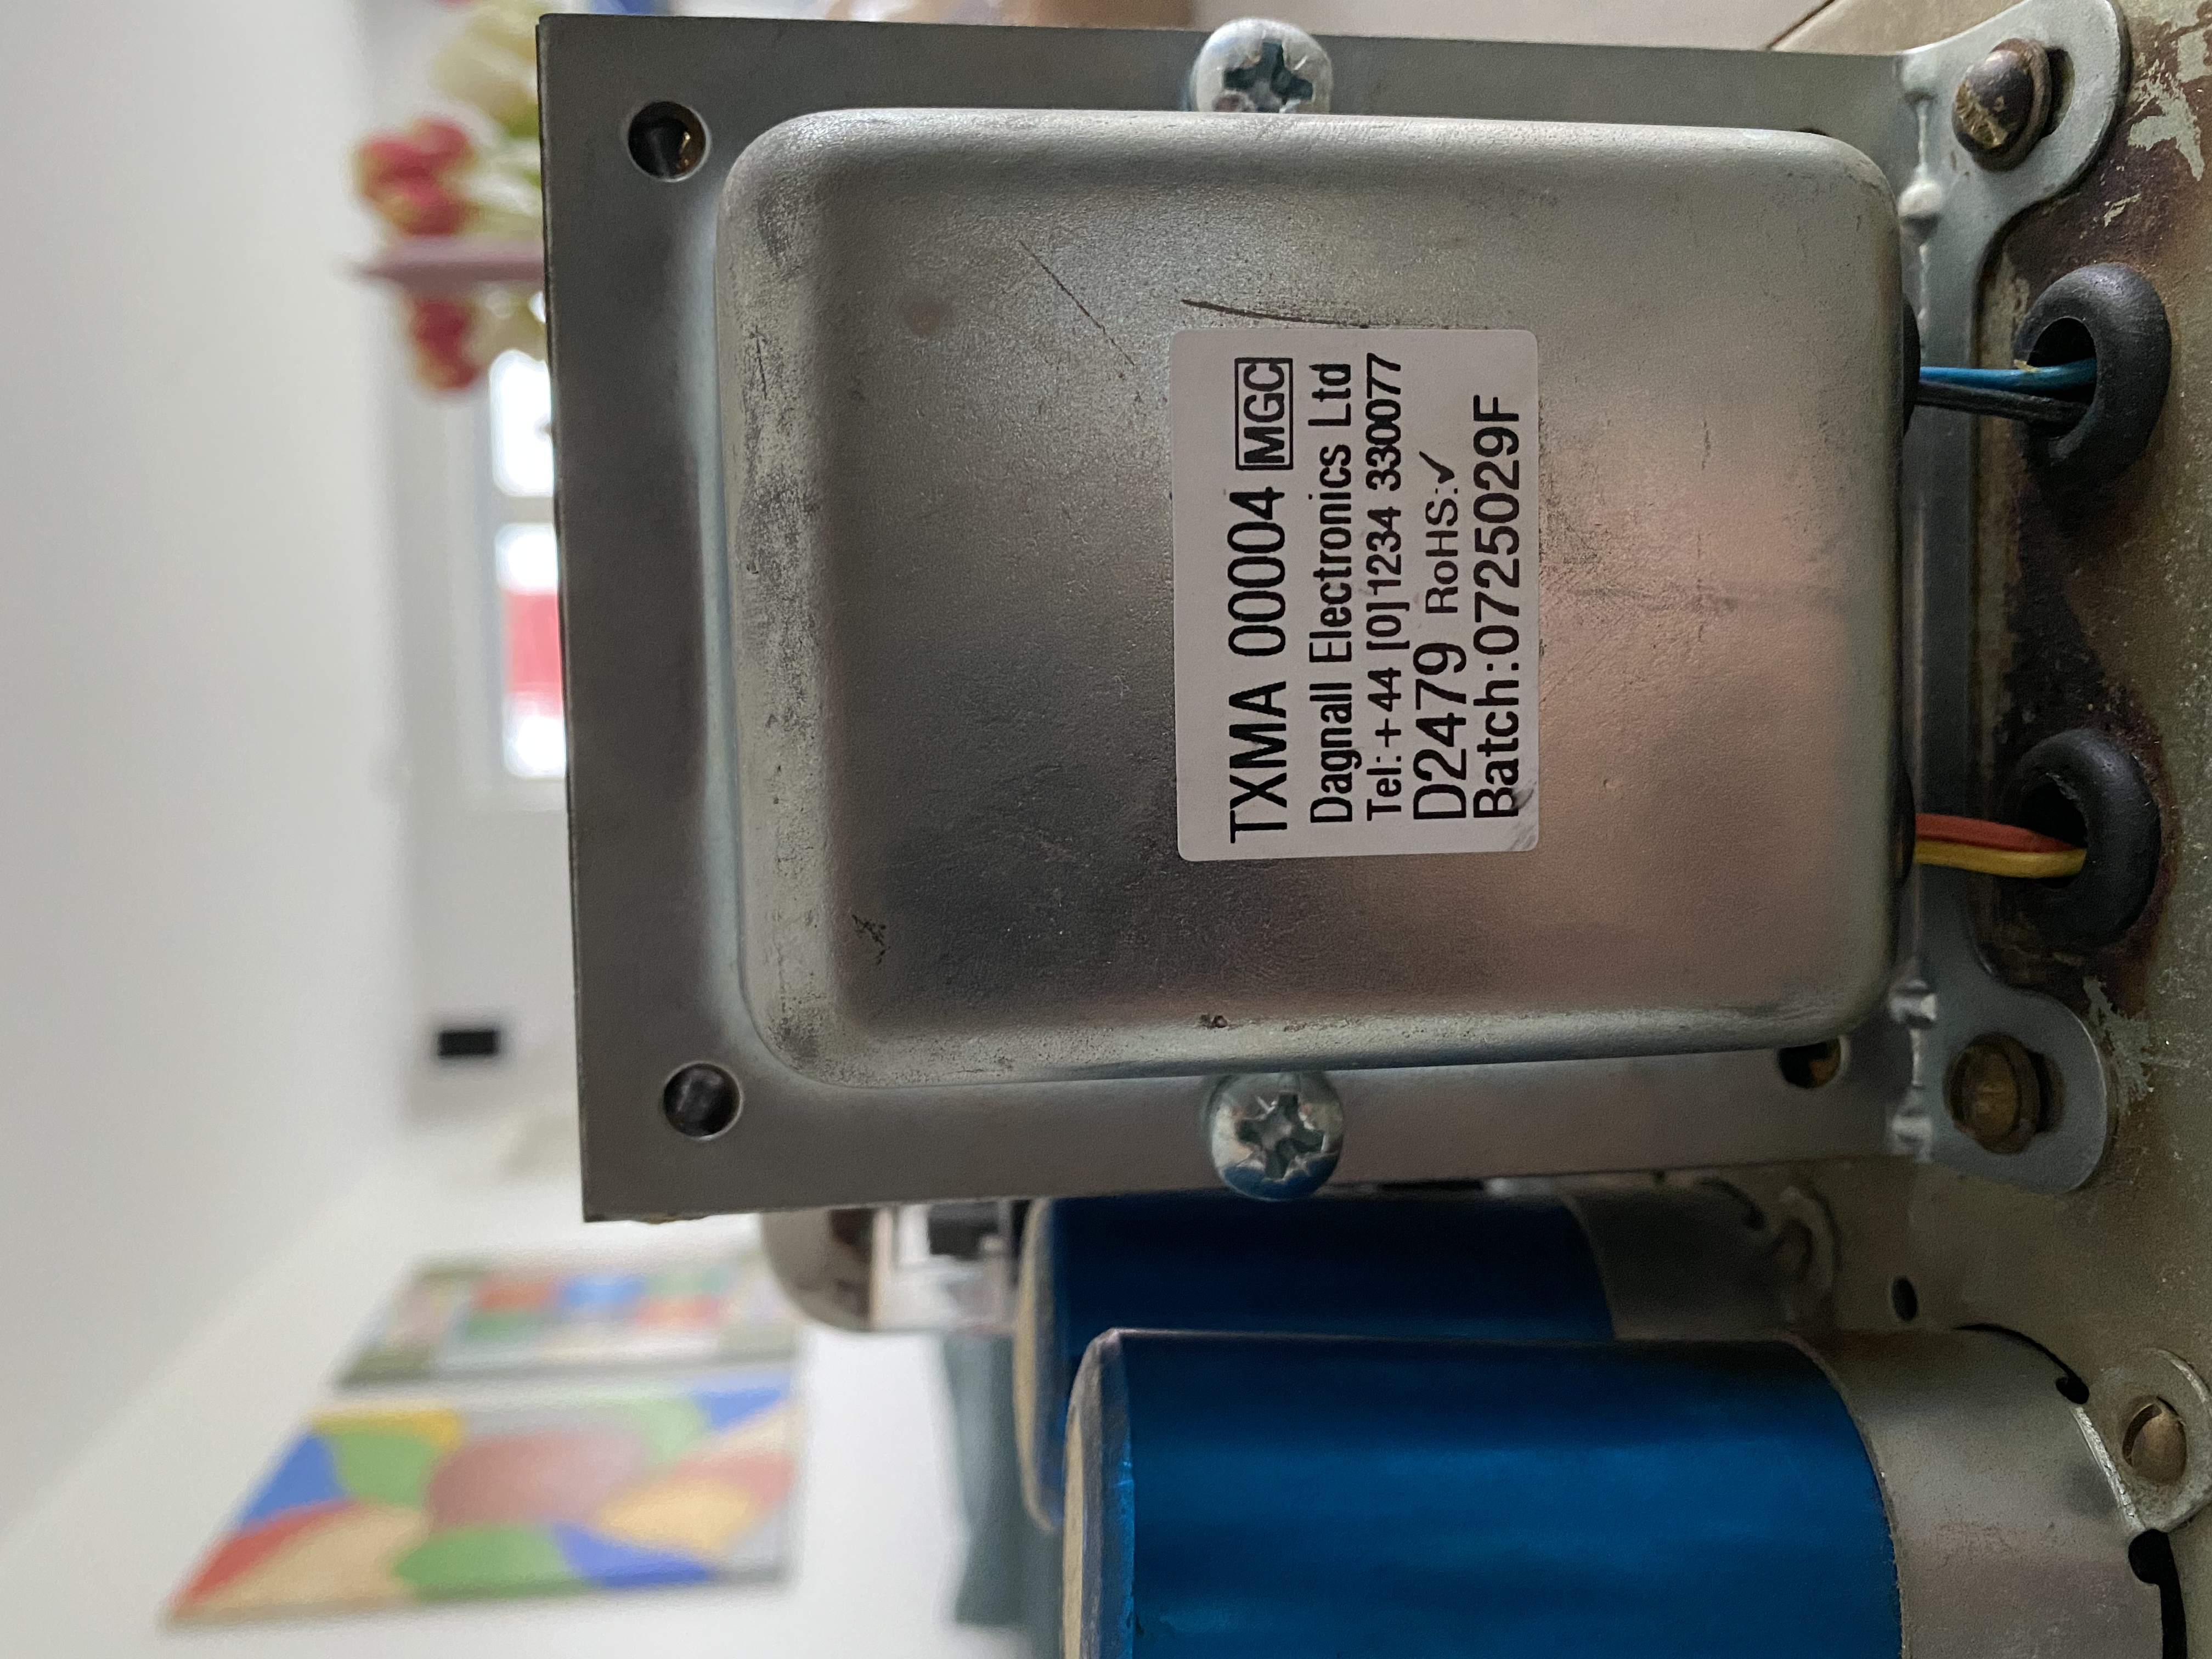 TXMA 00004 MGC
Dagnall Electronics Ltd
Tel: +44 [0]1234 330077
D2479 RoHS:✓
Batch:0725029F